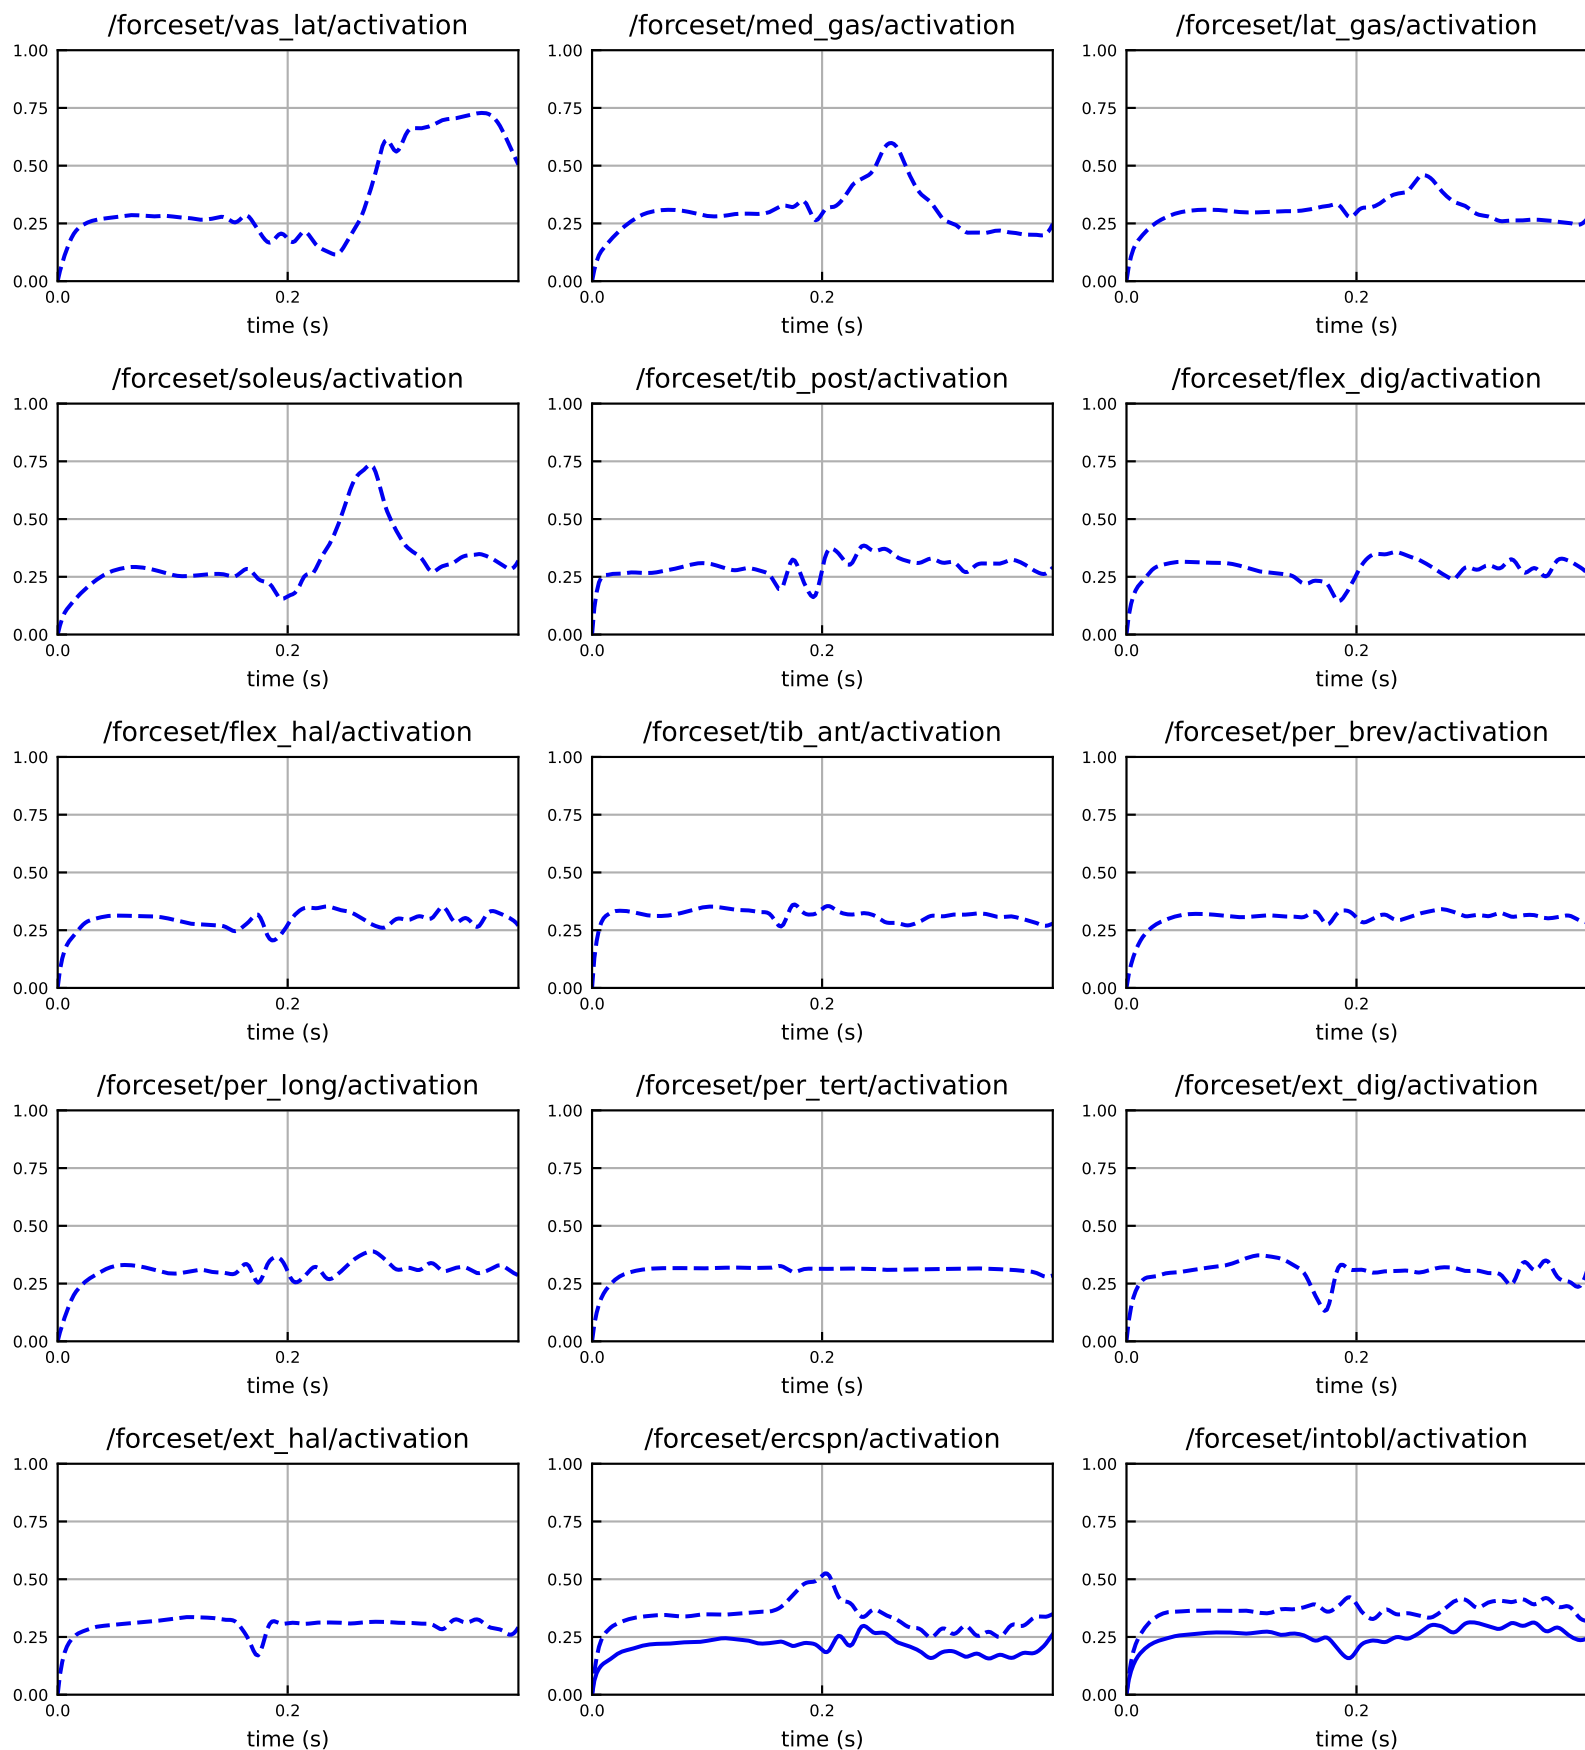 /forceset/vas_lat/activation /forceset/med_gas/activation /forceset/lat_gas/activation
1.00 1.00 1.00
0.75 0.75 0.75
0.50 0.50 0.50
0.25 0.25 0.25
0.00 0.00 0.00
0.0 0.2 0.0 0.2 0.0 0.2
time (s) time (s) time (s)
/forceset/soleus/activation /forceset/tib_post/activation /forceset/flex_dig/activation
1.00 1.00 1.00
0.75 0.75 0.75
0.50 0.50 0.50
0.25 0.25 0.25
0.00 0.00 0.00
0.0 0.2 0.0 0.2 0.0 0.2
time (s) time (s) time (s)
/forceset/flex_hal/activation /forceset/tib_ant/activation /forceset/per_brev/activation
1.00 1.00 1.00
0.75 0.75 0.75
0.50 0.50 0.50
0.25 0.25 0.25
0.00 0.00 0.00
0.0 0.2 0.0 0.2 0.0 0.2
time (s) time (s) time (s)
/forceset/per_long/activation /forceset/per_tert/activation /forceset/ext_dig/activation
1.00 1.00 1.00
0.75 0.75 0.75
0.50 0.50 0.50
0.25 0.25 0.25
0.00 0.00 0.00
0.0 0.2 0.0 0.2 0.0 0.2
time (s) time (s) time (s)
/forceset/ext_hal/activation /forceset/ercspn/activation /forceset/intobl/activation
1.00 1.00 1.00
0.75 0.75 0.75
0.50 0.50 0.50
0.25 0.25 0.25
0.00 0.00 0.00
0.0 0.2 0.0 0.2 0.0 0.2
time (s) time (s) time (s)